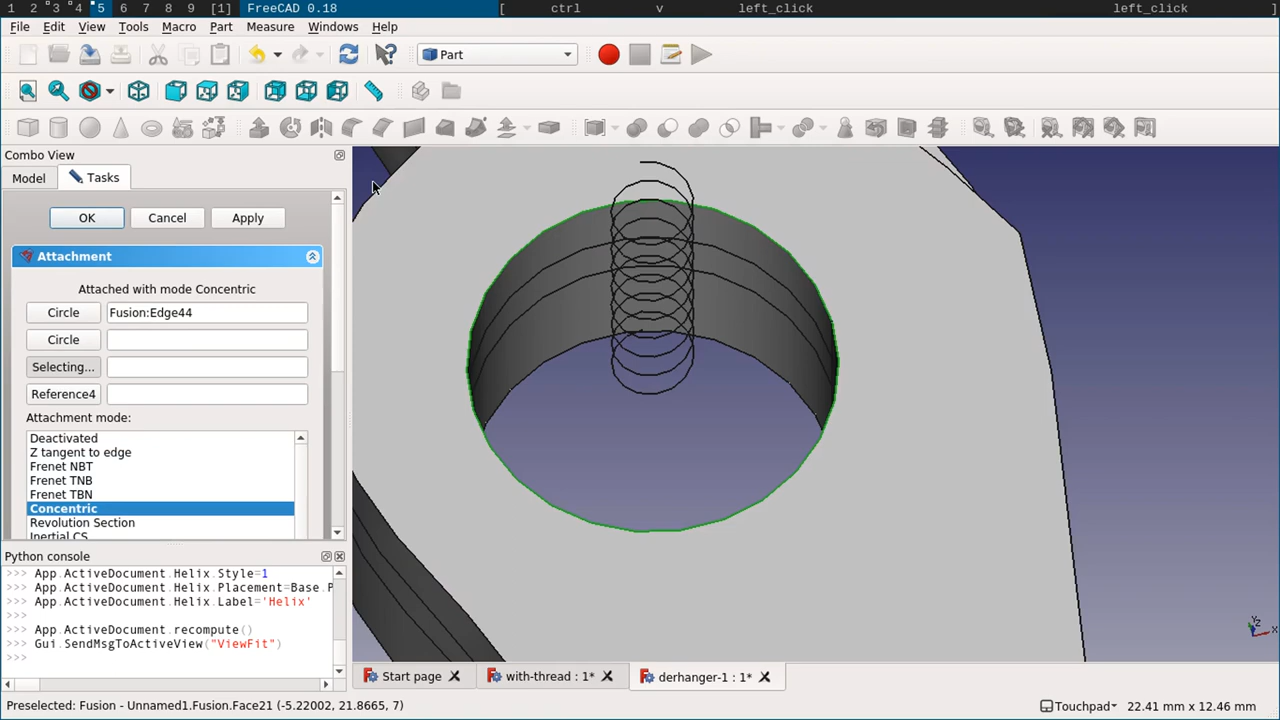 1 2 *3 *4 *5 6 7 8 9 [1] FreeCAD 0.18 [ ctrl v left_click left_click ]
File Edit View Tools Macro Part Measure Windows Help
Part
Combo View
Model Tasks
OK Cancel Apply
Attachment
Attached with mode Concentric
Circle Fusion:Edge44
Circle
Selecting...
Reference4
Attachment mode:
Deactivated
Z tangent to edge
Frenet NBT
Frenet TNB
Frenet TBN
Concentric
Revolution Section
Inertial CS
Python console
>>> App.ActiveDocument.Helix.Style=1
>>> App.ActiveDocument.Helix.Placement=Base.P
>>> App.ActiveDocument.Helix.Label='Helix'
>>>
>>> App.ActiveDocument.recompute()
>>> Gui.SendMsgToActiveView("ViewFit")
>>>
Start page with-thread : 1* derhanger-1 : 1*
Preselected: Fusion - Unnamed1.Fusion.Face21 (-5.22002, 21.8665, 7) Touchpad 22.41 mm x 12.46 mm